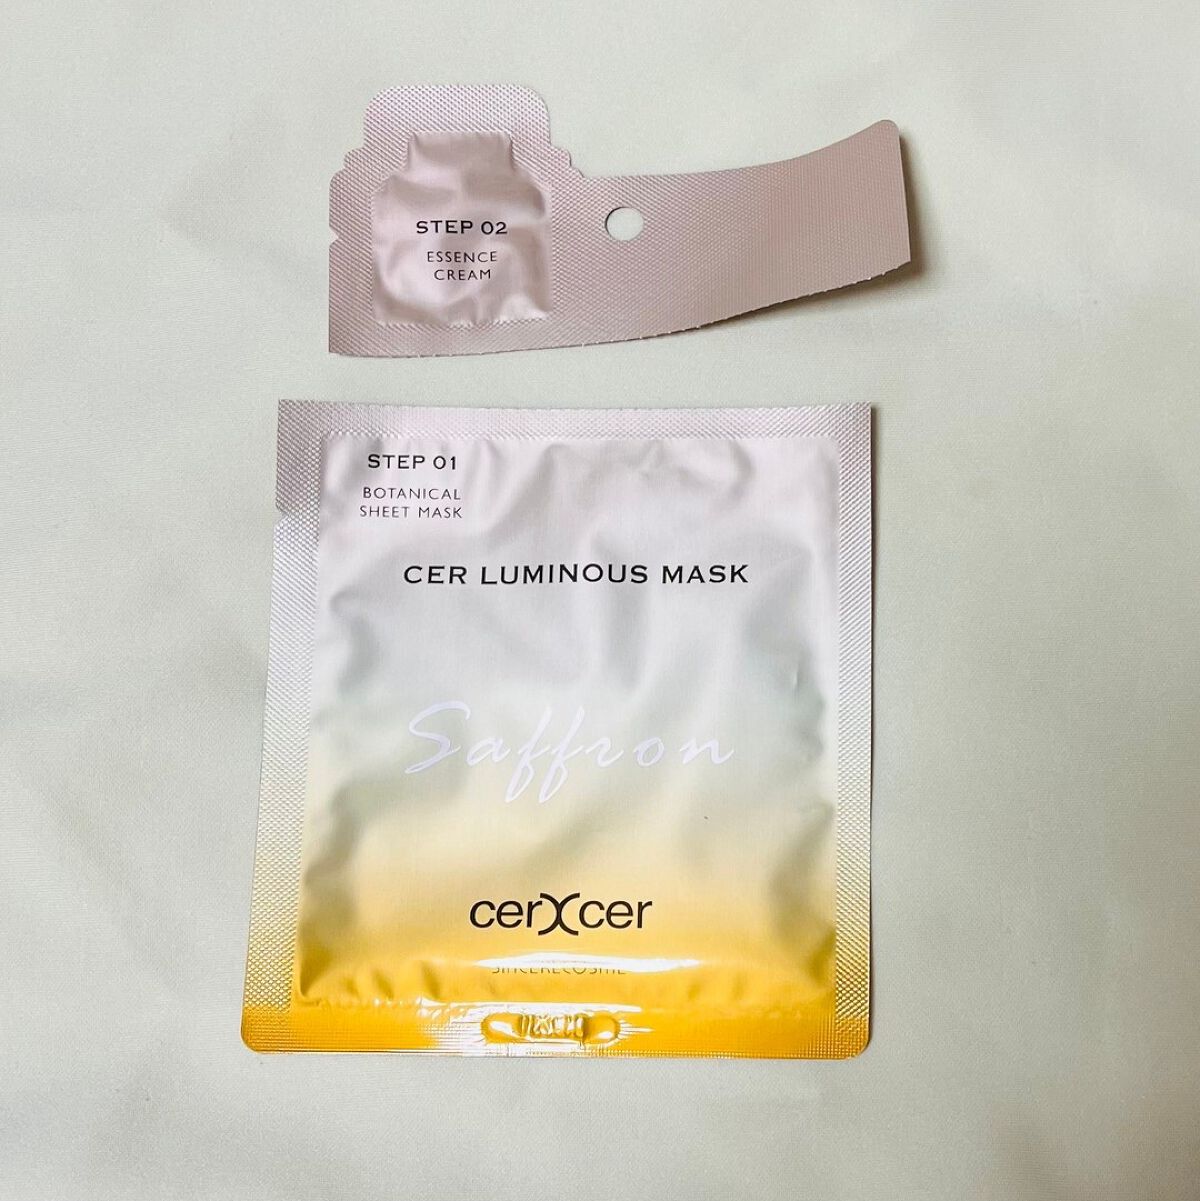 STEP 02
ESSENCE
CREAM
STEP 01
BOTANICAL
SHEET MASK
CER LUMINOUS MASK
Saffron
cerXcer